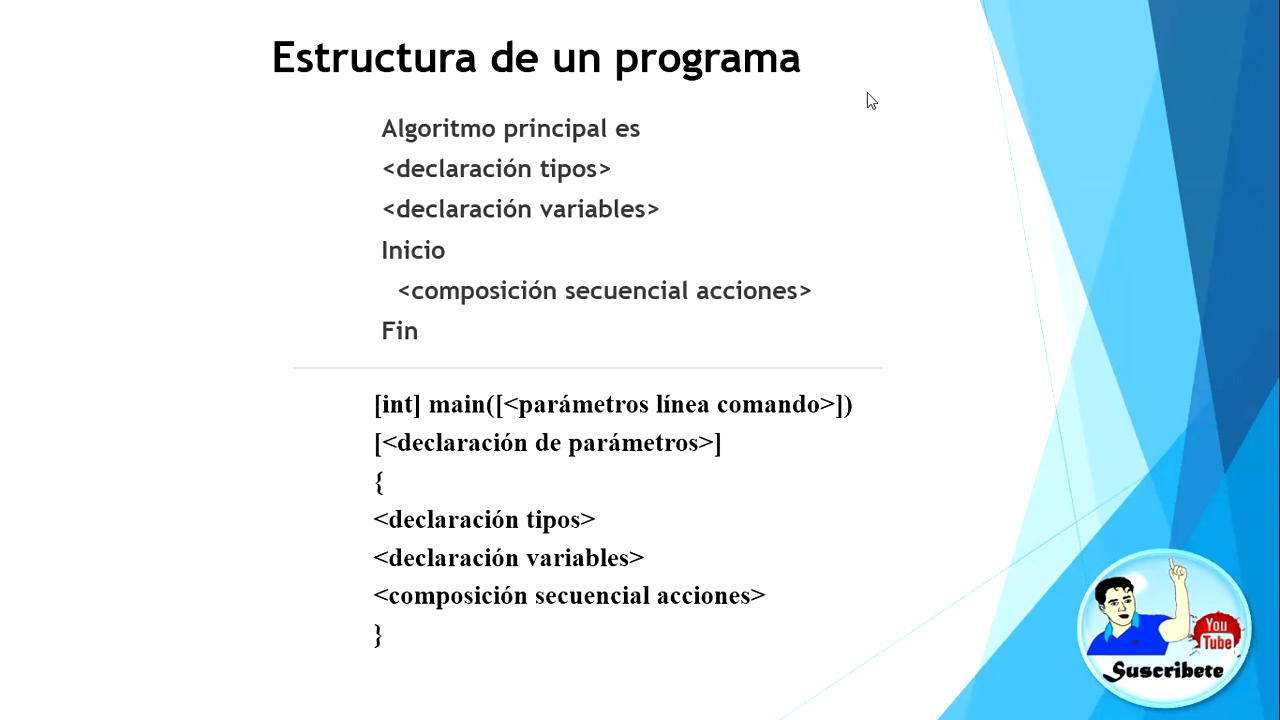 Estructura de un programa
Algoritmo principal es
<declaración tipos>
<declaración variables>
Inicio
<composición secuencial acciones>
Fin
[int] main([<parámetros línea comando>])
[<declaración de parámetros>]
{
<declaración tipos>
<declaración variables>
<composición secuencial acciones>
}
You
Tube
Suscribete